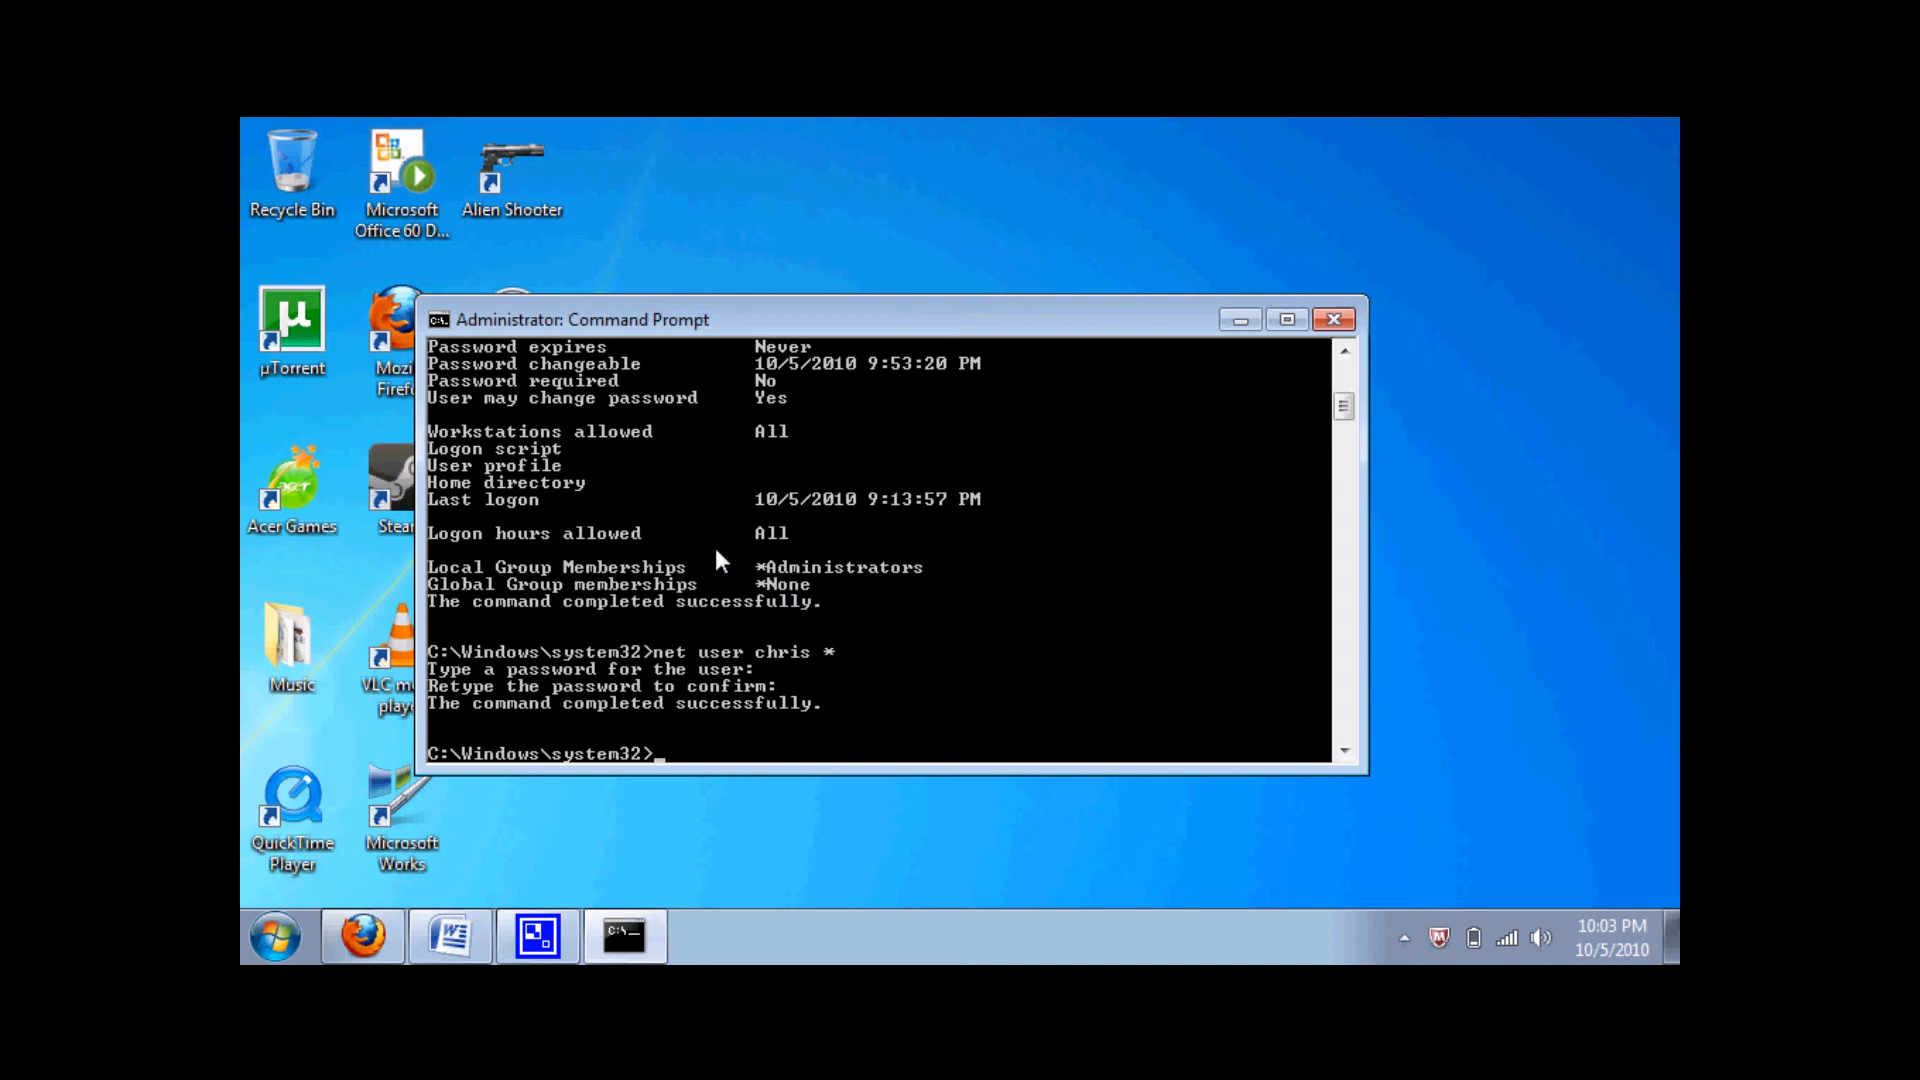 Recycle Bin
Microsoft
Office 60 D...
Alien Shooter
µTorrent
Mozi
Firef
Acer Games
Stear
Music
VLC m
play
QuickTime
Player
Microsoft
Works
Administrator: Command Prompt
Password expires Never
Password changeable 10/5/2010 9:53:20 PM
Password required No
User may change password Yes
Workstations allowed All
Logon script
User profile
Home directory
Last logon 10/5/2010 9:13:57 PM
Logon hours allowed All
Local Group Memberships *Administrators
Global Group memberships *None
The command completed successfully.
C:\Windows\system32>net user chris *
Type a password for the user:
Retype the password to confirm:
The command completed successfully.
C:\Windows\system32>_
10:03 PM
10/5/2010